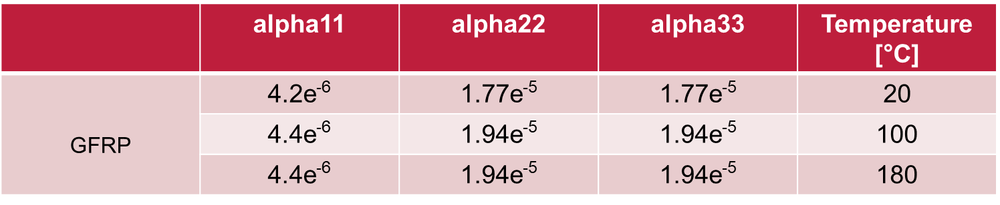 alpha11 alpha22 alpha33 Temperature
[°C]
4.2e⁻⁶ 1.77e⁻⁵ 1.77e⁻⁵ 20
GFRP 4.4e⁻⁶ 1.94e⁻⁵ 1.94e⁻⁵ 100
4.4e⁻⁶ 1.94e⁻⁵ 1.94e⁻⁵ 180